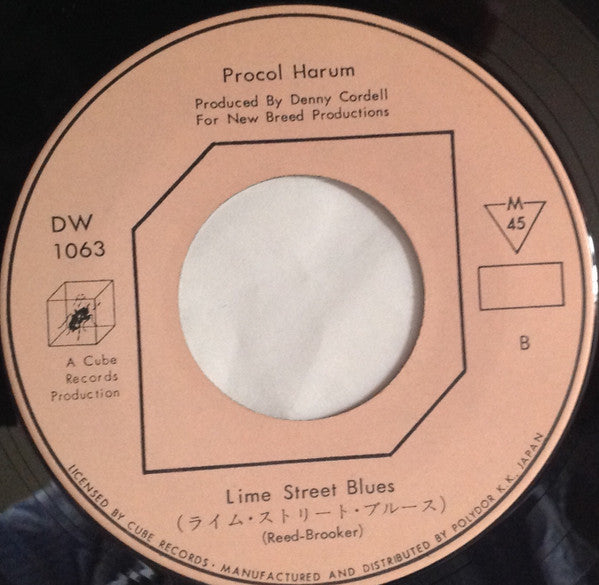 Procol Harum
Produced By Denny Cordell
For New Breed Productions
DW
1063
M
45
A Cube
Records
Production
B
Lime Street Blues
(ライム・ストリート・ブルース)
(Reed-Brooker)
LICENSED BY CUBE RECORDS · MANUFACTURED AND DISTRIBUTED BY POLYDOR K.K., JAPAN